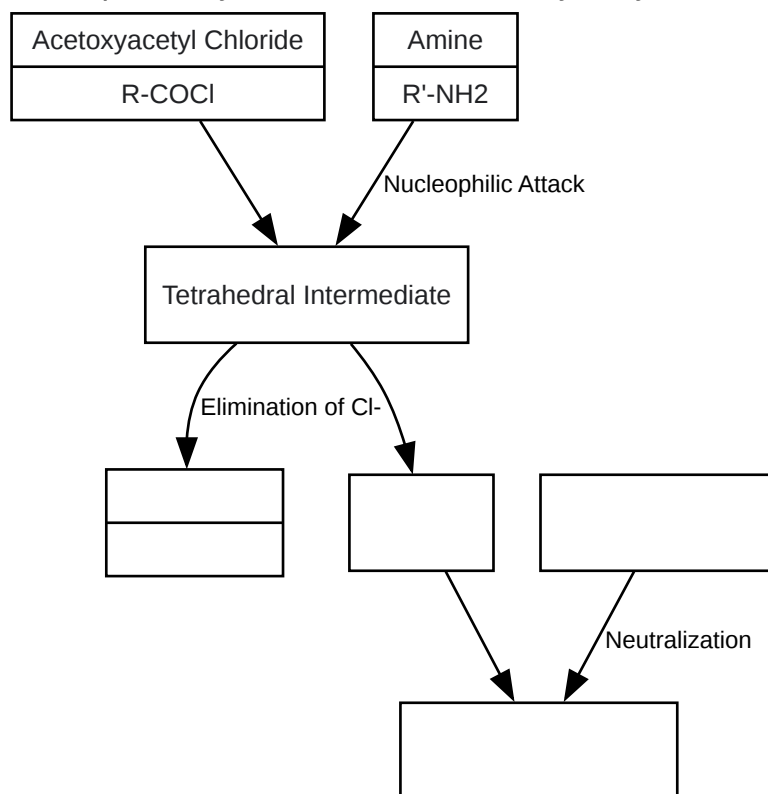 Acetoxyacetyl Chloride
Amine
R-COCl
R'-NH2
Nucleophilic Attack
Tetrahedral Intermediate
Elimination of Cl-
Neutralization